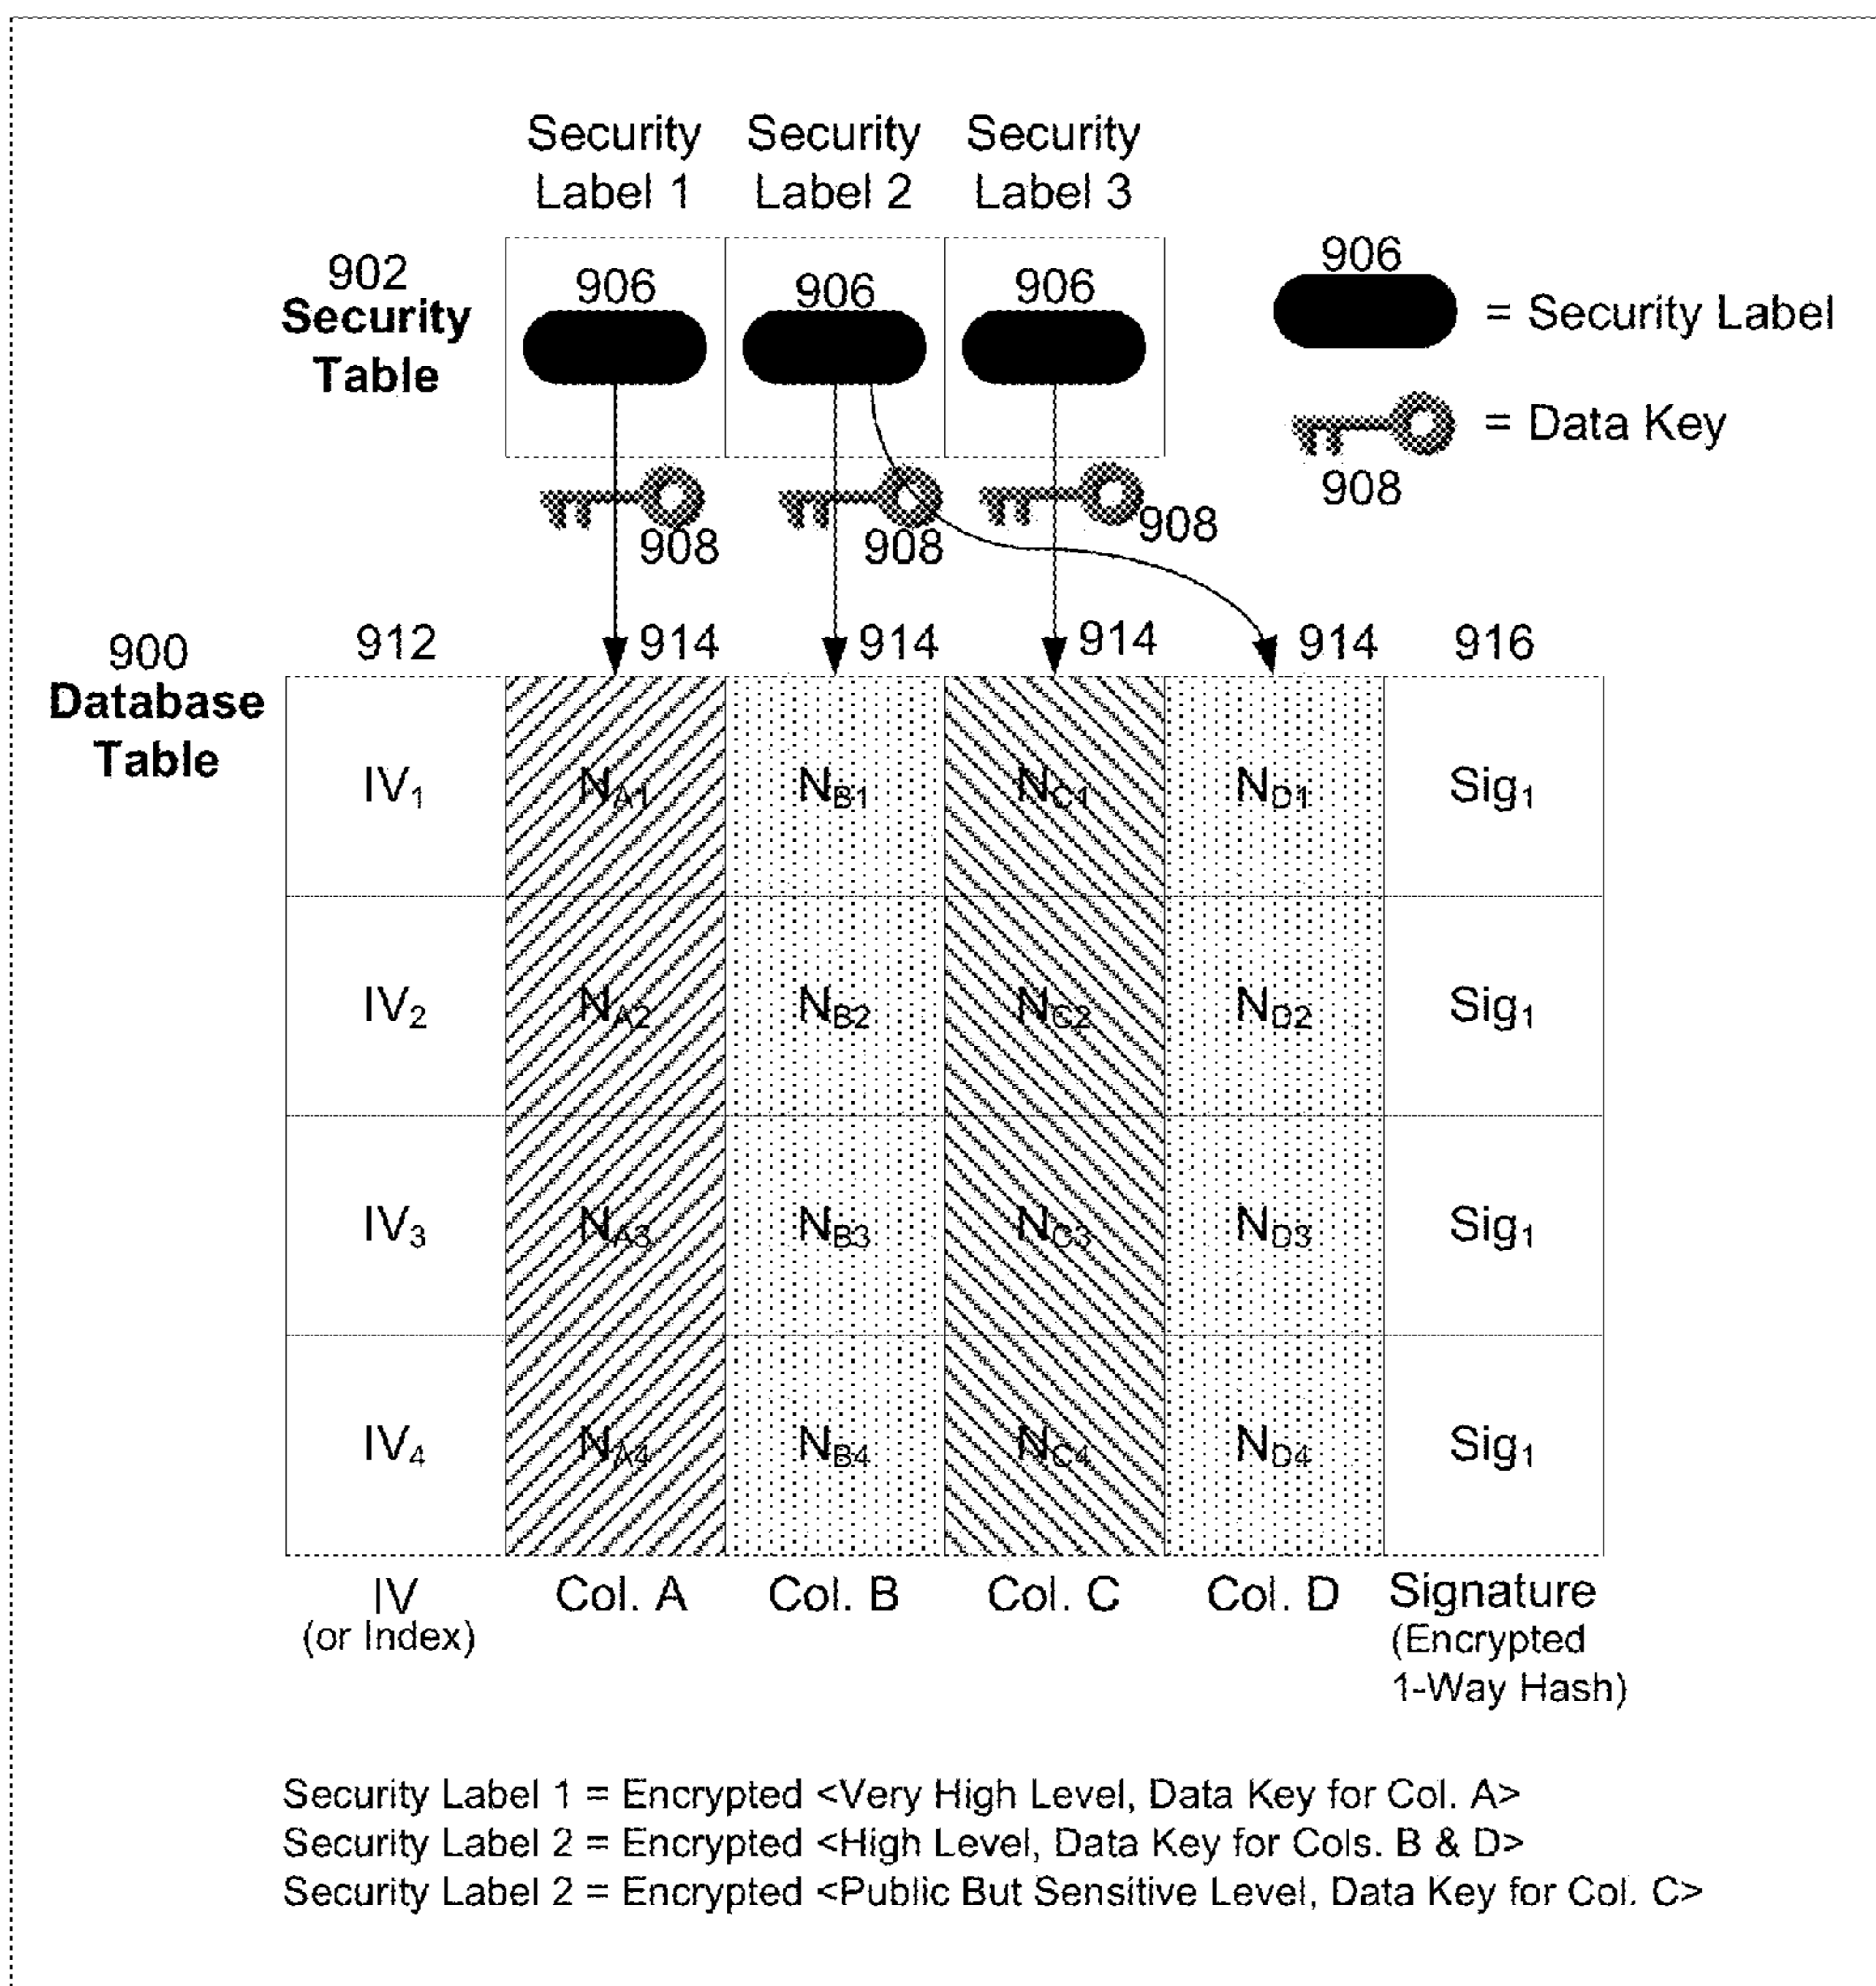 Security Security Security
Label 1 Label 2 Label 3
902
Security
Table
906 906 906
906
= Security Label
= Data Key
908
908 908 908
900
Database
Table
912 914 914 914 914 916
IV1 NA1 NB1 NC1 ND1 Sig1
IV2 NA2 NB2 NC2 ND2 Sig1
IV3 NA3 NB3 NC3 ND3 Sig1
IV4 NA4 NB4 NC4 ND4 Sig1
IV Col. A Col. B Col. C Col. D Signature
(or Index) (Encrypted
1-Way Hash)
Security Label 1 = Encrypted <Very High Level, Data Key for Col. A>
Security Label 2 = Encrypted <High Level, Data Key for Cols. B & D>
Security Label 2 = Encrypted <Public But Sensitive Level, Data Key for Col. C>